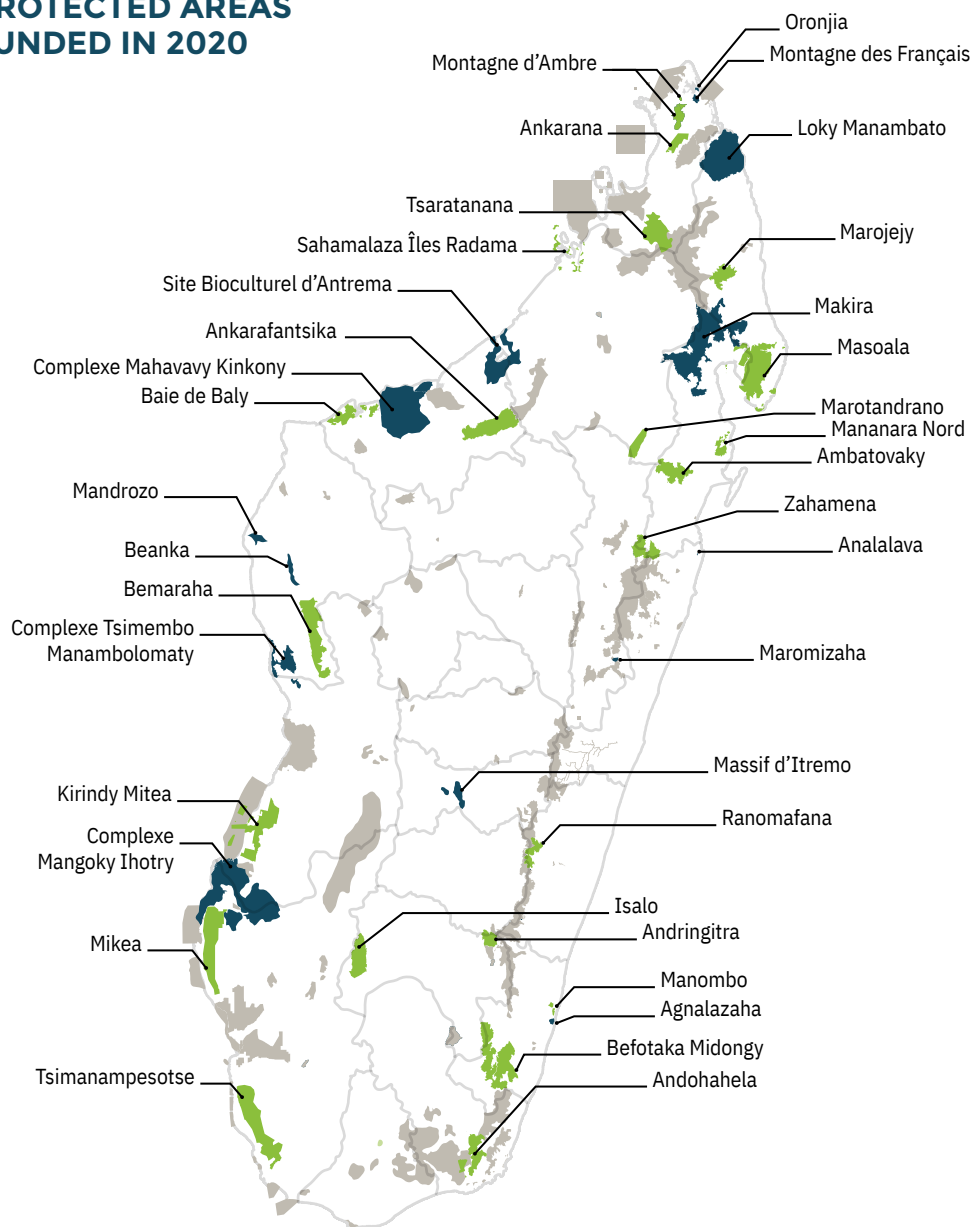 ROTECTED AREAS
UNDED IN 2020
Oronjia
Montagne d’Ambre
Montagne des Français
Ankarana
Loky Manambato
Tsaratanana
Marojejy
Sahamalaza Îles Radama
Site Bioculturel d’Antrema
Makira
Ankarafantsika
Masoala
Complexe Mahavavy Kinkony
Baie de Baly
Marotandrano
Mananara Nord
Ambatovaky
Mandrozo
Zahamena
Beanka
Analalava
Bemaraha
Complexe Tsimembo
Manambolomaty
Maromizaha
Massif d’Itremo
Kirindy Mitea
Ranomafana
Complexe
Mangoky Ihotry
Isalo
Andringitra
Mikea
Manombo
Agnalazaha
Befotaka Midongy
Tsimanampesotse
Andohahela